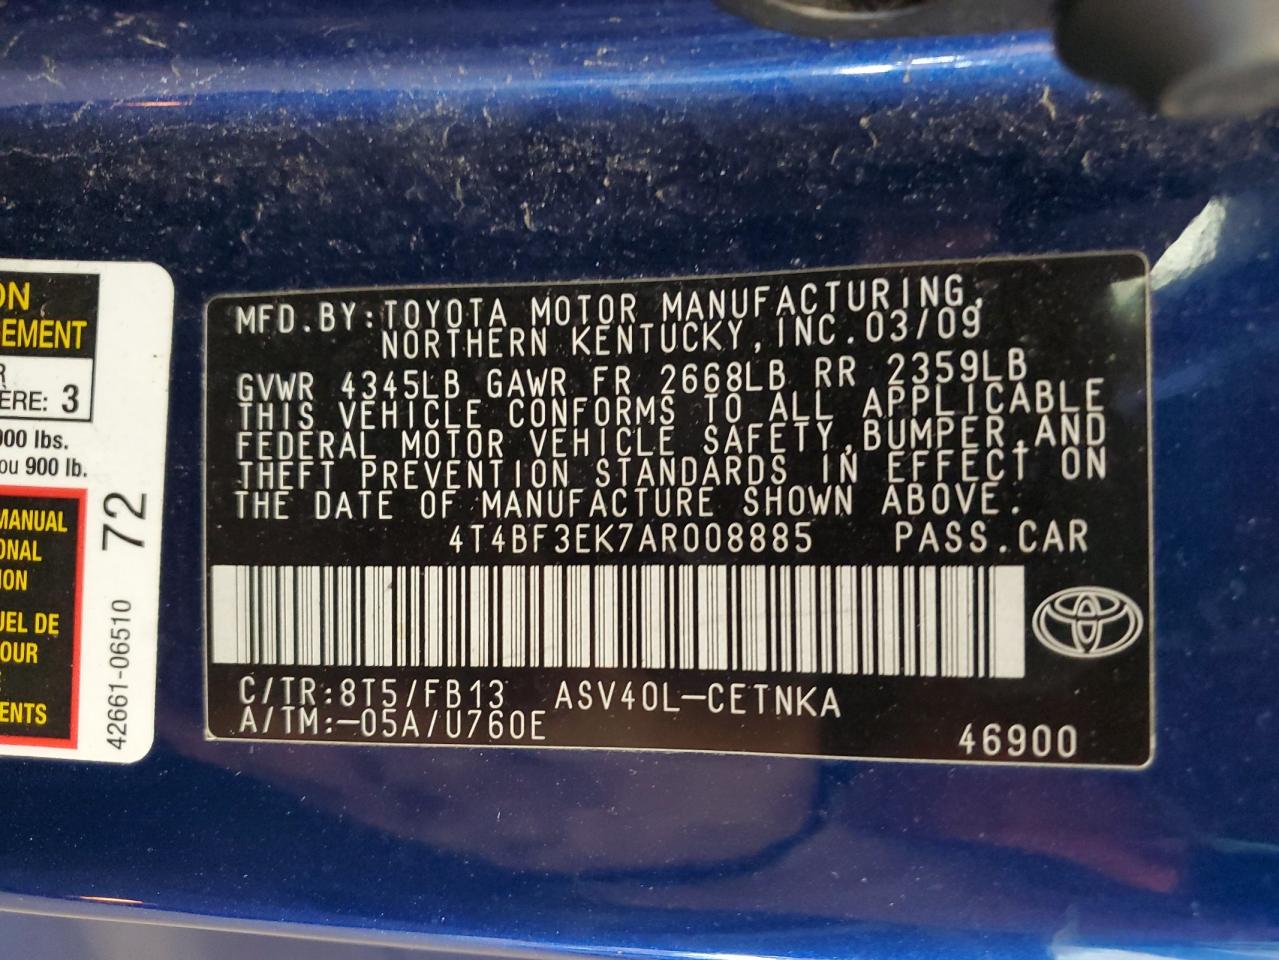 ON
EMENT
R
ÈRE: 3
000 lbs.
ou 900 lb.
MANUAL
ONAL
ION
UEL DE
OUR
ENTS
42661-06510 72
MFD.BY:TOYOTA MOTOR MANUFACTURING,
NORTHERN KENTUCKY,INC.03/09
GVWR 4345LB GAWR FR 2668LB RR 2359LB
THIS VEHICLE CONFORMS TO ALL APPLICABLE
FEDERAL MOTOR VEHICLE SAFETY,BUMPER,AND
THEFT PREVENTION STANDARDS IN EFFECT ON
THE DATE OF MANUFACTURE SHOWN ABOVE.
4T4BF3EK7AR008885 PASS.CAR
C/TR:8T5/FB13 ASV40L-CETNKA
A/TM:-05A/U760E
46900